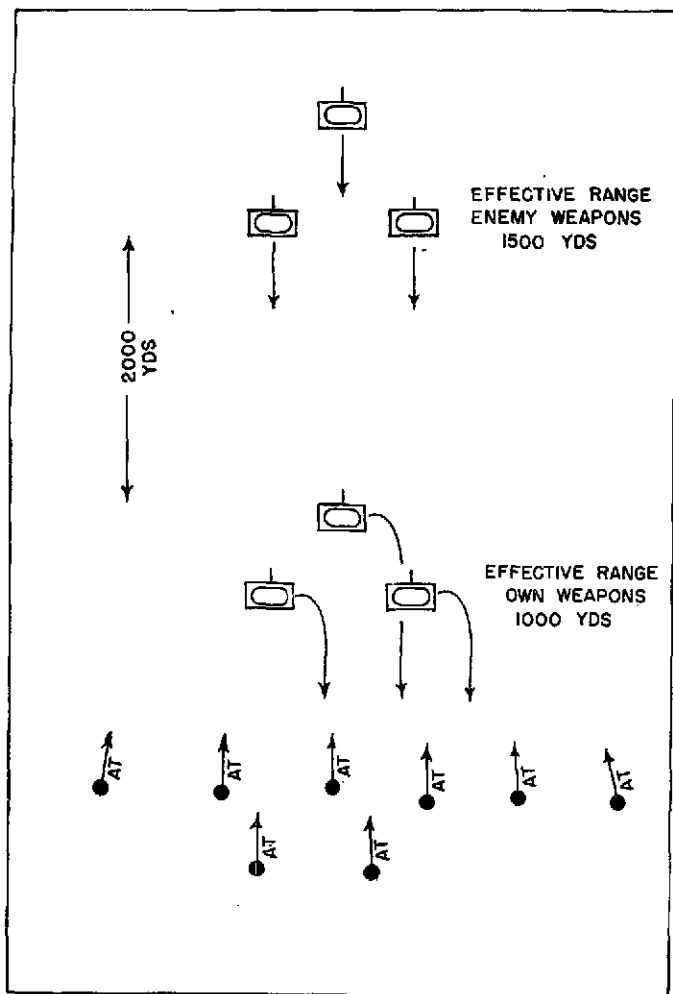 EFFECTIVE RANGE
ENEMY WEAPONS
1500 YDS
2000
YDS
EFFECTIVE RANGE
OWN WEAPONS
1000 YDS
AT
AT
AT
AT
AT
AT
AT
AT